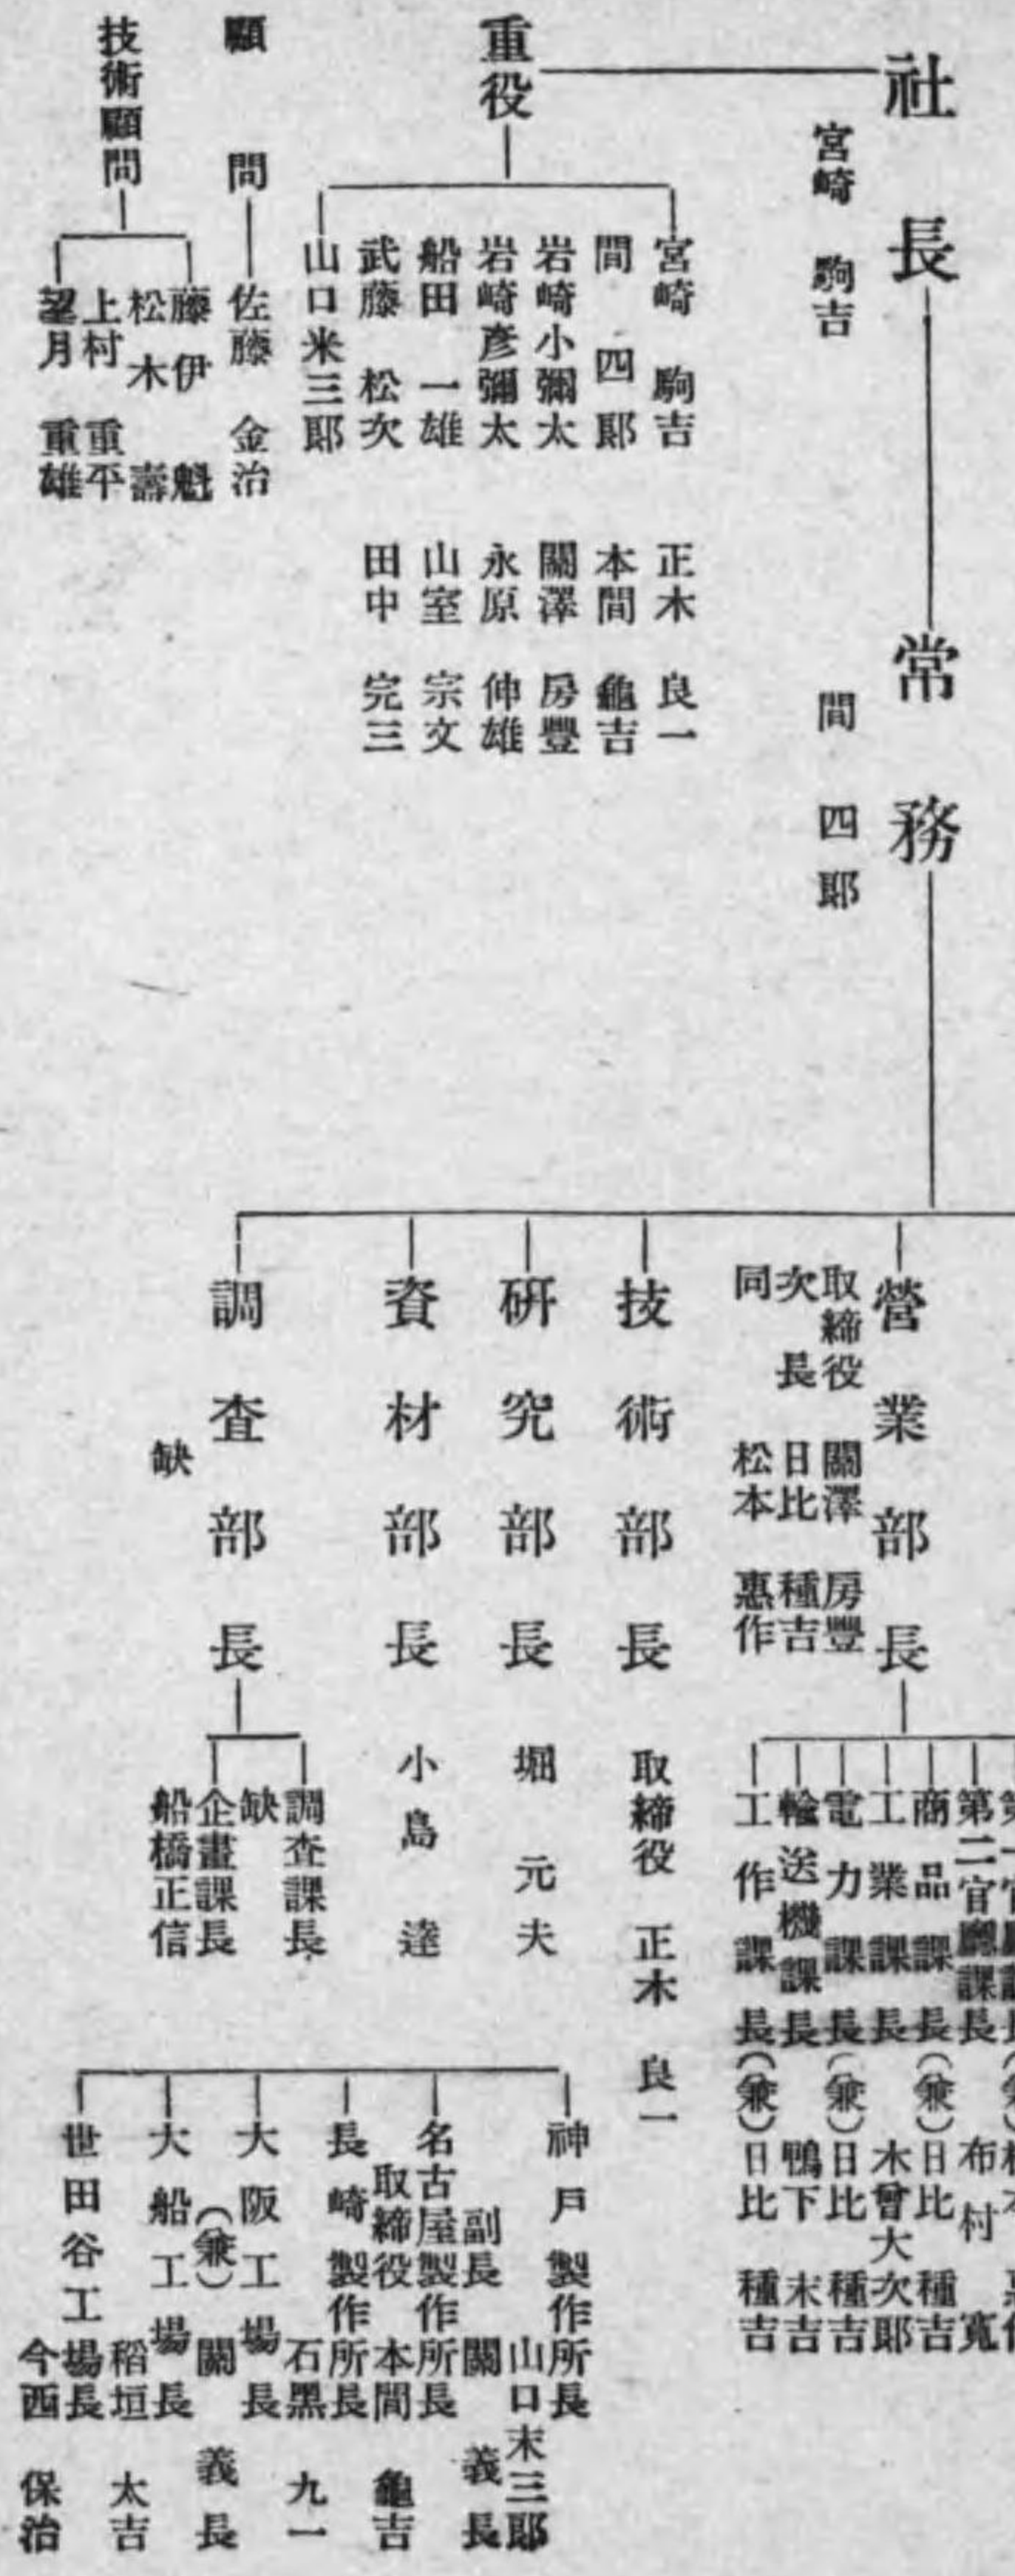 社長
宮崎 駒吉
常務
間 四郎
重役
宮崎 駒吉
間 四郎
岩崎小彌太
岩崎彦彌太
船田 一雄
武藤 松次
山口米三郎
正木 良一
本間 龜吉
關澤 房豐
永原 伸雄
山室 宗文
田中 完三
顧問
佐藤 金治
技術顧問
藤伊 魁
松木 壽
上村 重平
望月 重雄
營業部長
取締役 關澤 房豐
次長 日比 種吉
同 松本 惠作
第二官廳課長 布村 寬
商品課長(兼) 日比 種吉
工業課長 木曾大次郎
電力課長(兼) 日比 種吉
輸送機課長 鴨下 末吉
工作課長(兼) 日比 種吉
技術部長 取締役 正木 良一
研究部長 堀 元夫
資材部長 小島 達
調査部長
缺
調査課長
缺
企畫課長
船橋正信
神戸製作所長
山口末三郎
副長 關 義長
名古屋製作所長
取締役 本間 龜吉
長崎製作所長
石黑 九一
大阪工場長
(兼) 關 義長
大船工場長
稻垣 太吉
世田谷工場長
今西 保治